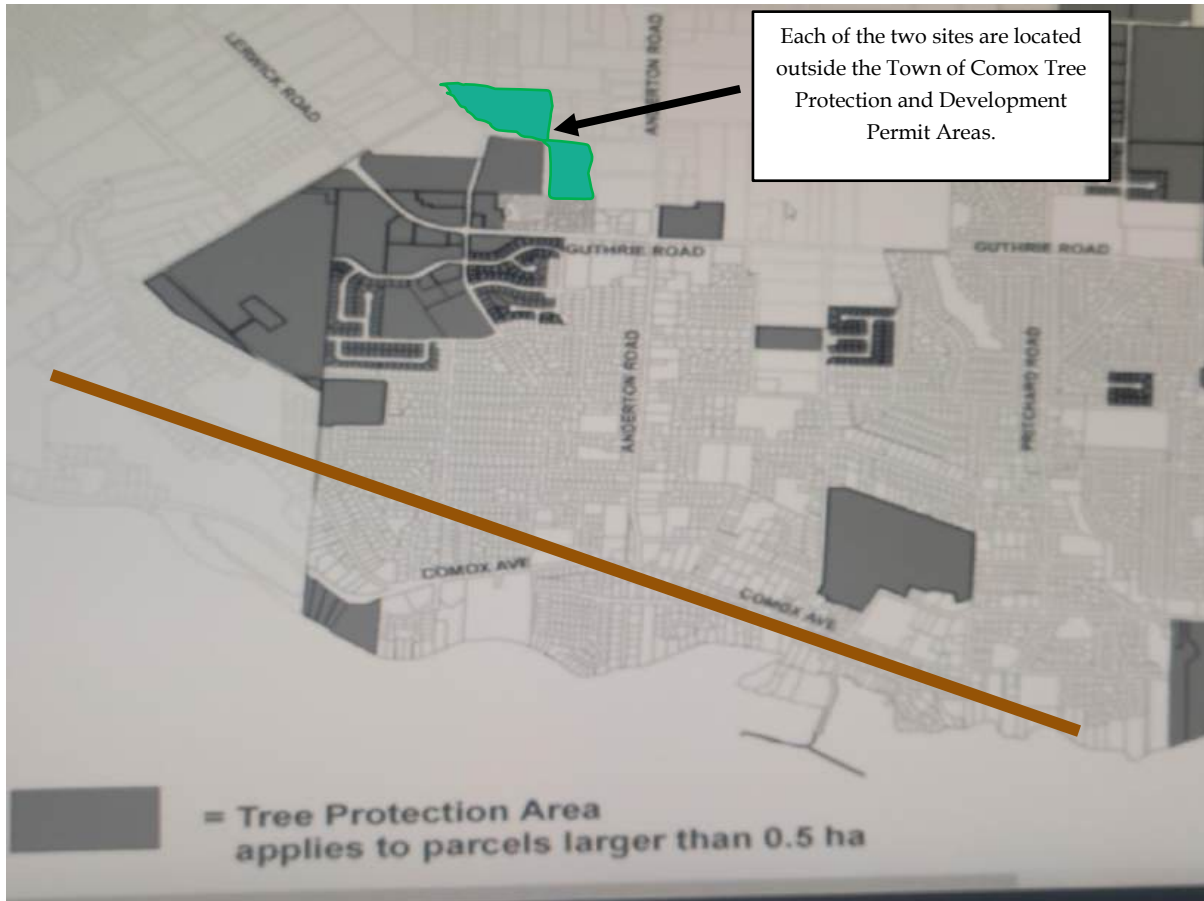 Each of the two sites are located
outside the Town of Comox Tree
Protection and Development
Permit Areas.
LERWICK ROAD
ANDERTON ROAD
GUTHRIE ROAD
GUTHRIE ROAD
ANDERTON ROAD
PRITCHARD ROAD
COMOX AVE
COMOX AVE
= Tree Protection Area
applies to parcels larger than 0.5 ha